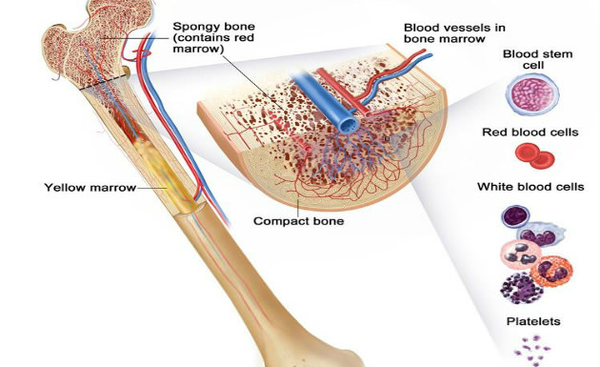 Spongy bone
(contains red
marrow)
Blood vessels in
bone marrow
Blood stem
cell
Red blood cells
White blood cells
Yellow marrow
Compact bone
Platelets